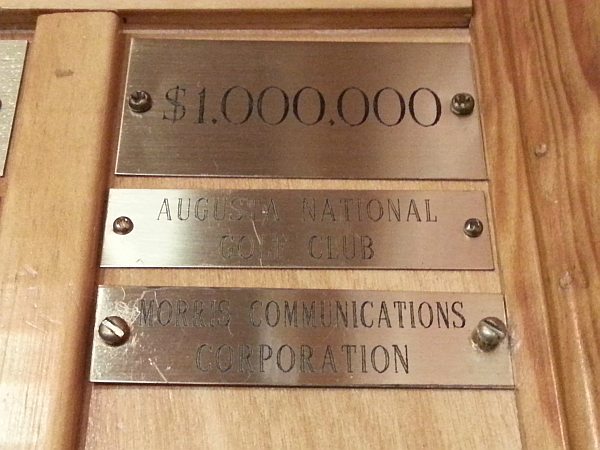 $1,000,000
AUGUSTA NATIONAL
GOLF CLUB
MORRIS COMMUNICATIONS
CORPORATION